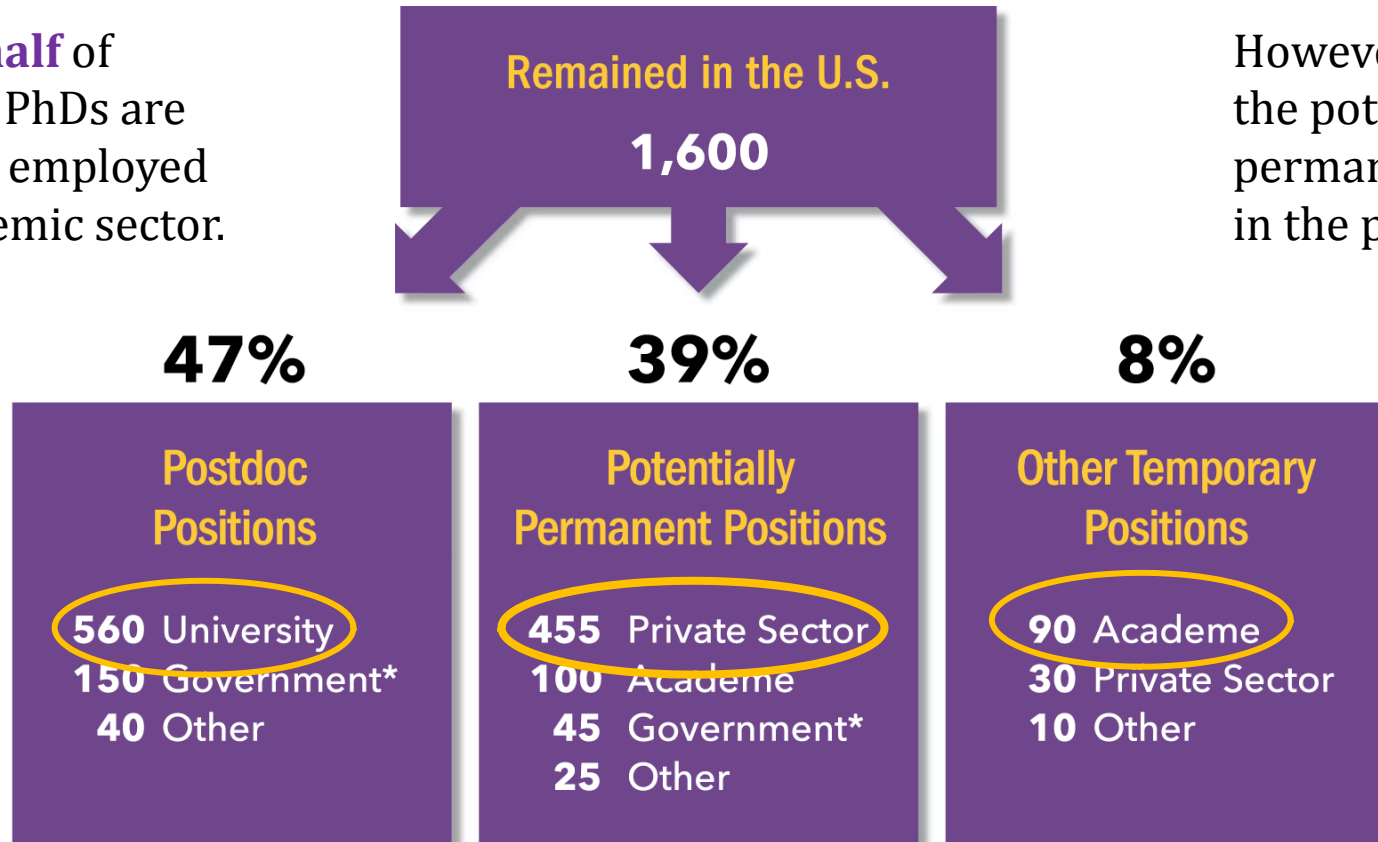 half of
PhDs are
employed
emic sector.
Remained in the U.S.
1,600
Howeve
the pot
perman
in the p
47%
Postdoc
Positions
560 University
150 Government*
40 Other
39%
Potentially
Permanent Positions
455 Private Sector
100 Academe
45 Government*
25 Other
8%
Other Temporary
Positions
90 Academe
30 Private Sector
10 Other